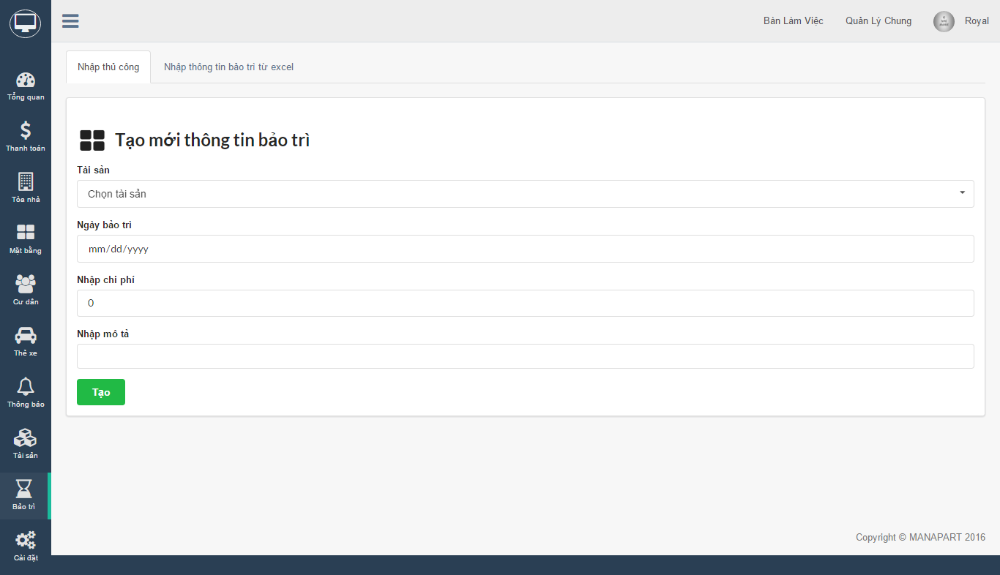 Bàn Làm Việc
Quản Lý Chung
Royal
Tổng quan
Thanh toán
Tòa nhà
Mặt bằng
Cư dân
Thẻ xe
Thông báo
Tài sản
Bảo trì
Cài đặt
Nhập thủ công
Nhập thông tin bảo trì từ excel
Tạo mới thông tin bảo trì
Tài sản
Chọn tài sản
Ngày bảo trì
mm/dd/yyyy
Nhập chi phí
0
Nhập mô tả
Tạo
Copyright © MANAPART 2016